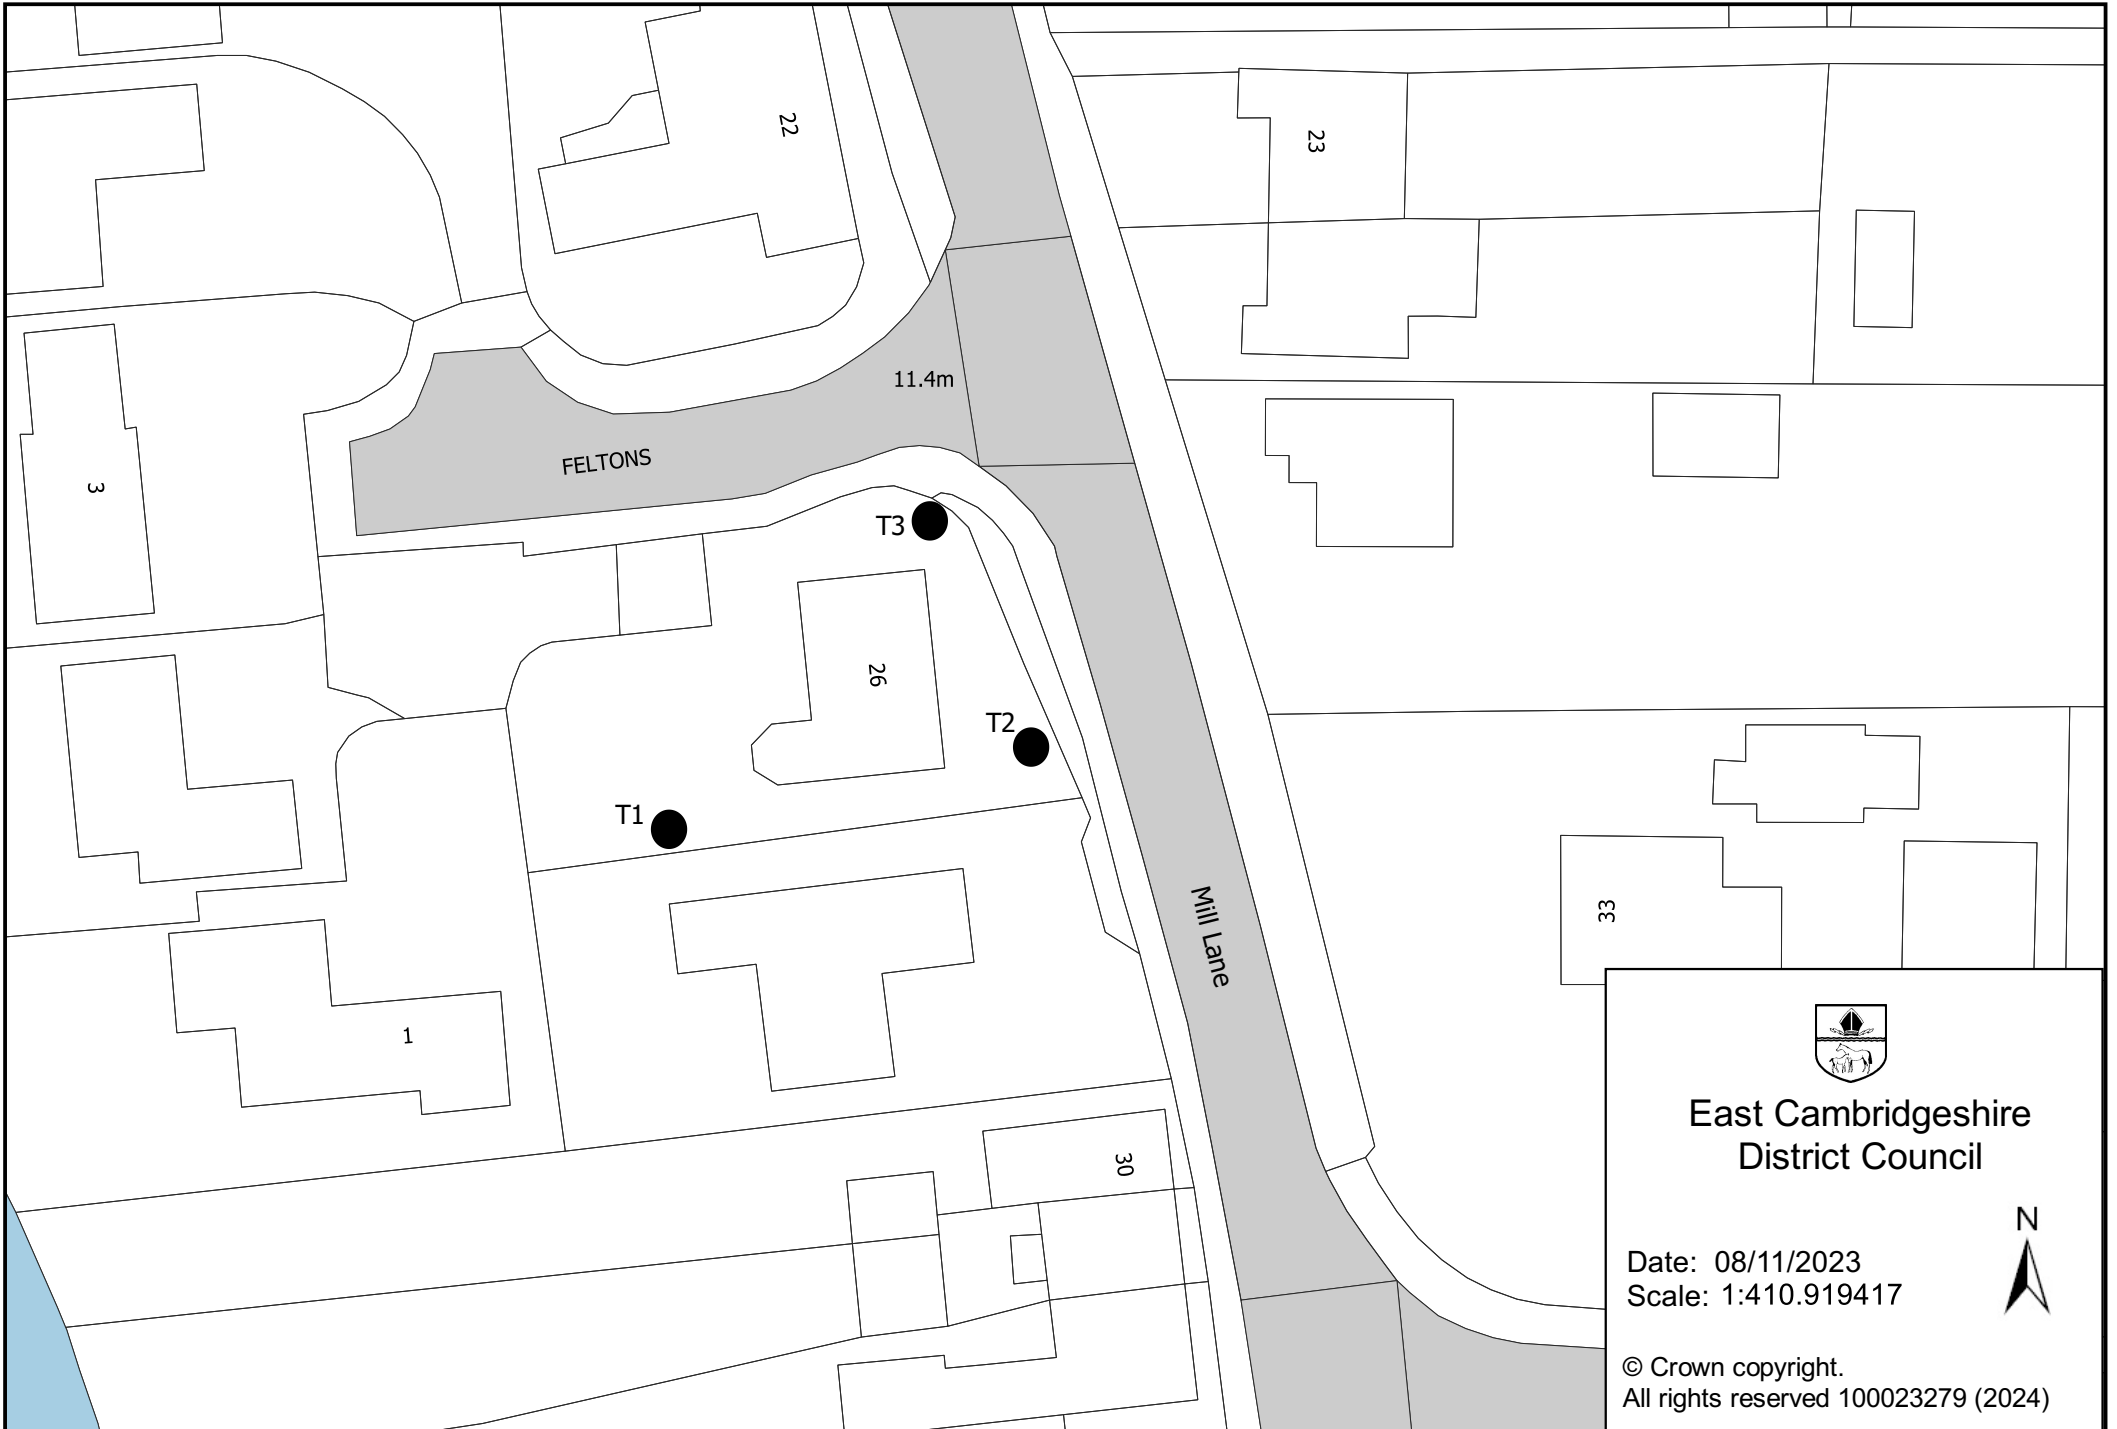 22
23
11.4m
FELTONS
3
T3
26
T2
T1
Mill Lane
33
1
30
East Cambridgeshire
District Council
N
Date: 08/11/2023
Scale: 1:410.919417
© Crown copyright.
All rights reserved 100023279 (2024)